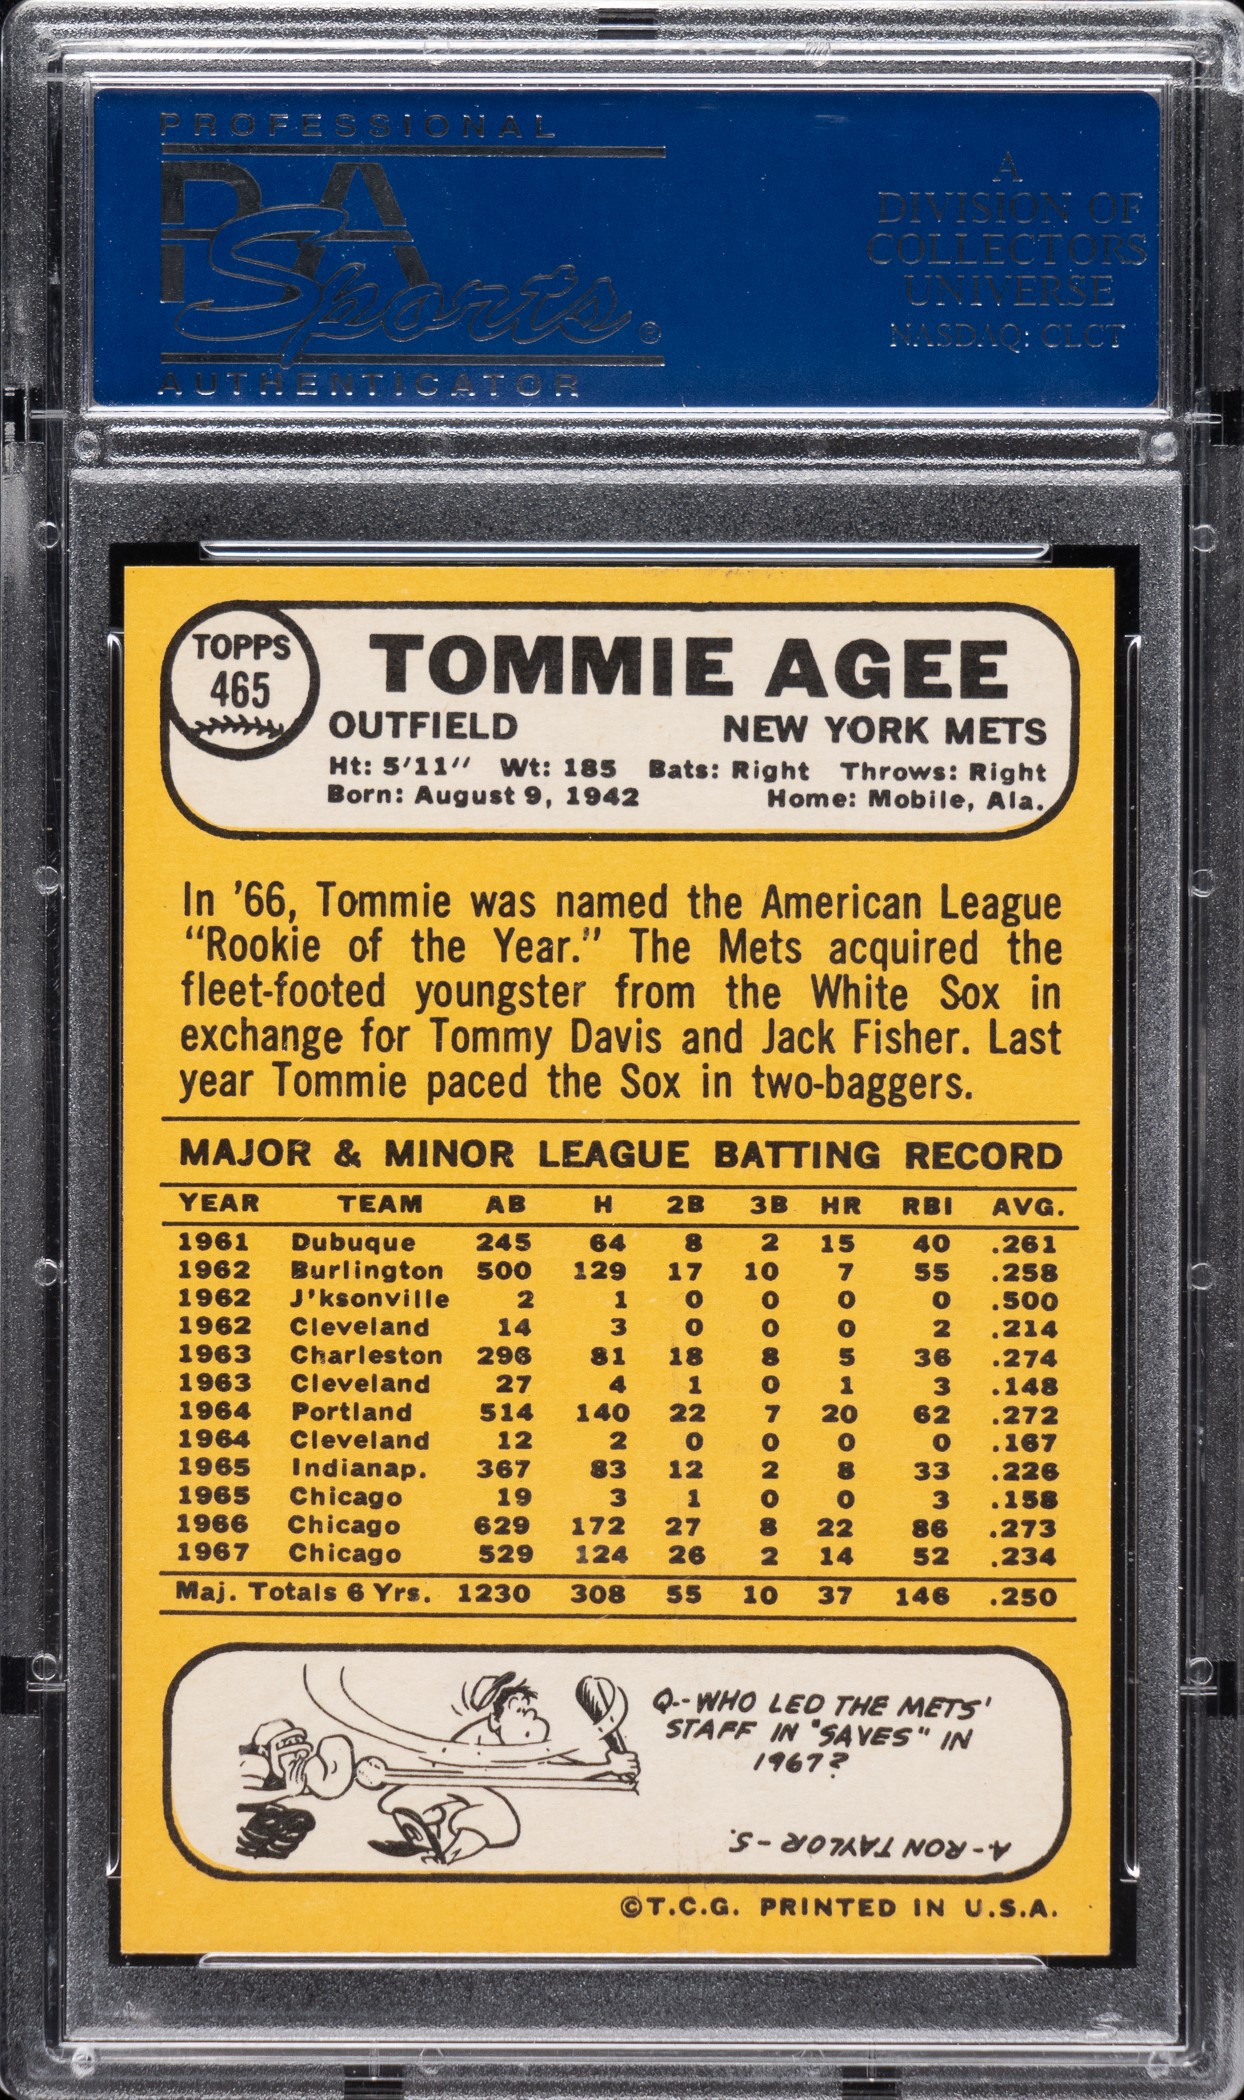 PROFESSIONAL
PSA
Sports®
AUTHENTICATOR
A
DIVISION OF
COLLECTORS
UNIVERSE
NASDAQ: CLCT
TOPPS
465
TOMMIE AGEE
OUTFIELD NEW YORK METS
Ht: 5'11" Wt: 185 Bats: Right Throws: Right
Born: August 9, 1942 Home: Mobile, Ala.
In '66, Tommie was named the American League
"Rookie of the Year." The Mets acquired the
fleet-footed youngster from the White Sox in
exchange for Tommy Davis and Jack Fisher. Last
year Tommie paced the Sox in two-baggers.
MAJOR & MINOR LEAGUE BATTING RECORD
YEAR TEAM AB H 2B 3B HR RBI AVG.
1961 Dubuque 245 64 8 2 15 40 .261
1962 Burlington 500 129 17 10 7 55 .258
1962 J'ksonville 2 1 0 0 0 0 .500
1962 Cleveland 14 3 0 0 0 2 .214
1963 Charleston 296 81 18 8 5 36 .274
1963 Cleveland 27 4 1 0 1 3 .148
1964 Portland 514 140 22 7 20 62 .272
1964 Cleveland 12 2 0 0 0 0 .167
1965 Indianap. 367 83 12 2 8 33 .226
1965 Chicago 19 3 1 0 0 3 .158
1966 Chicago 629 172 27 8 22 86 .273
1967 Chicago 529 124 26 2 14 52 .234
Maj. Totals 6 Yrs. 1230 308 55 10 37 146 .250
Q-- WHO LED THE METS'
STAFF IN "SAVES" IN
1967?
A - RON TAYLOR - 5.
©T.C.G. PRINTED IN U.S.A.